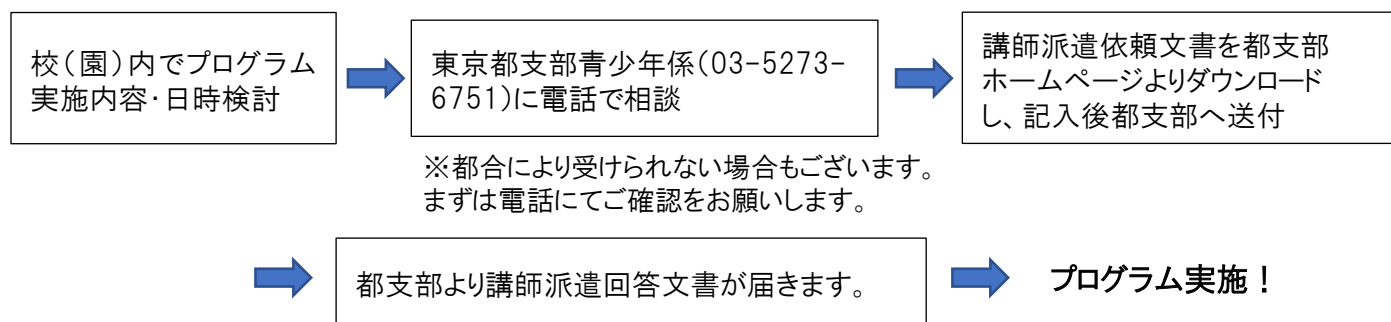 校(園)内でプログラム
実施内容・日時検討
東京都支部青少年係(03-5273-
6751)に電話で相談
講師派遣依頼文書を都支部
ホームページよりダウンロード
し、記入後都支部へ送付
※都合により受けられない場合もございます。
まずは電話にてご確認をお願いします。
都支部より講師派遣回答文書が届きます。
プログラム実施!